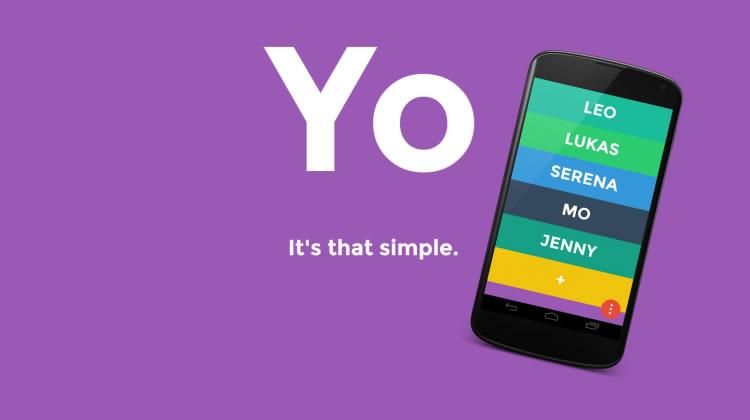 Yo
It's that simple.
LEO
LUKAS
SERENA
MO
JENNY
+